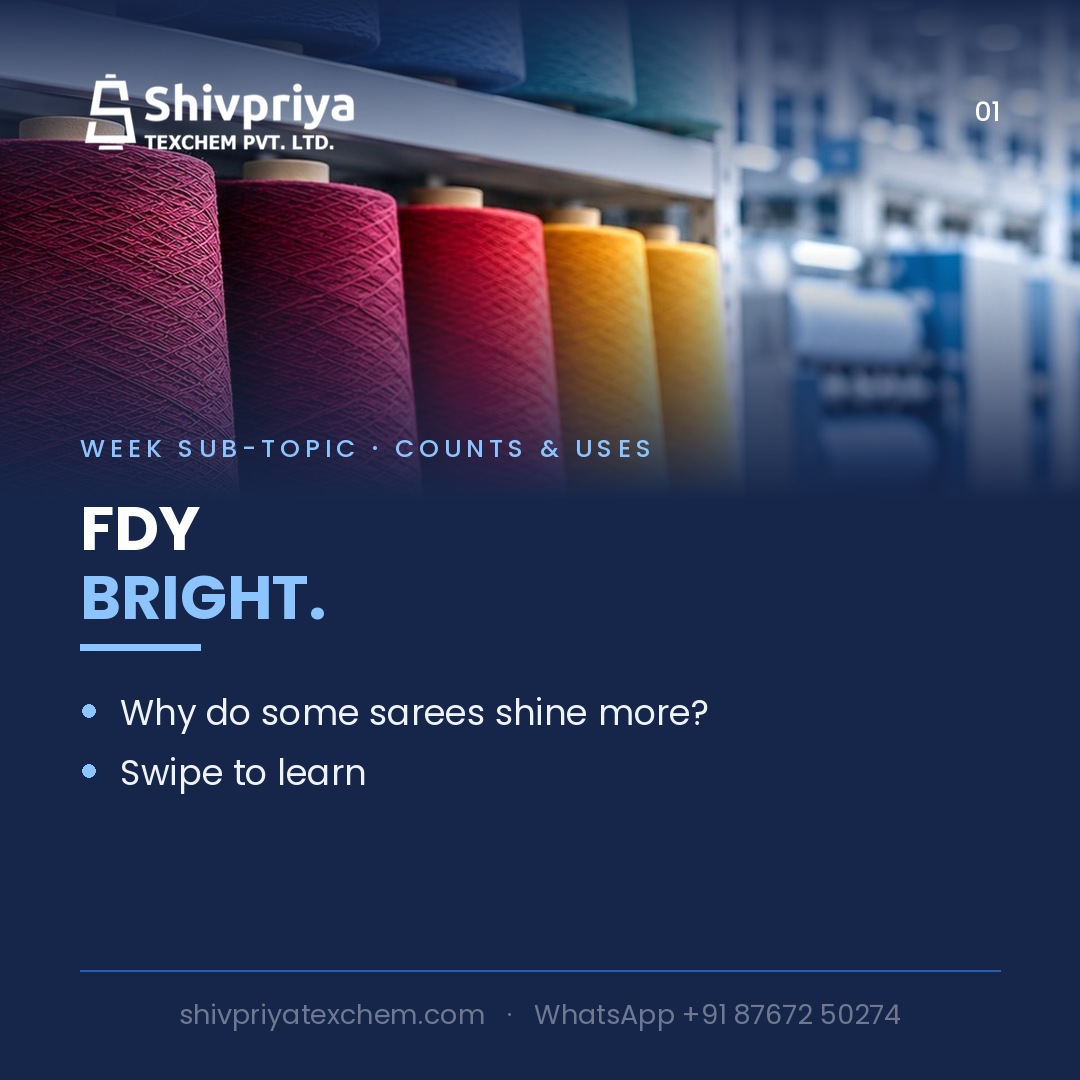 Shivpriya
TEXCHEM PVT. LTD.
01
WEEK SUB-TOPIC · COUNTS & USES
FDY
BRIGHT.
• Why do some sarees shine more?
• Swipe to learn
shivpriyatexchem.com · WhatsApp +91 87672 50274